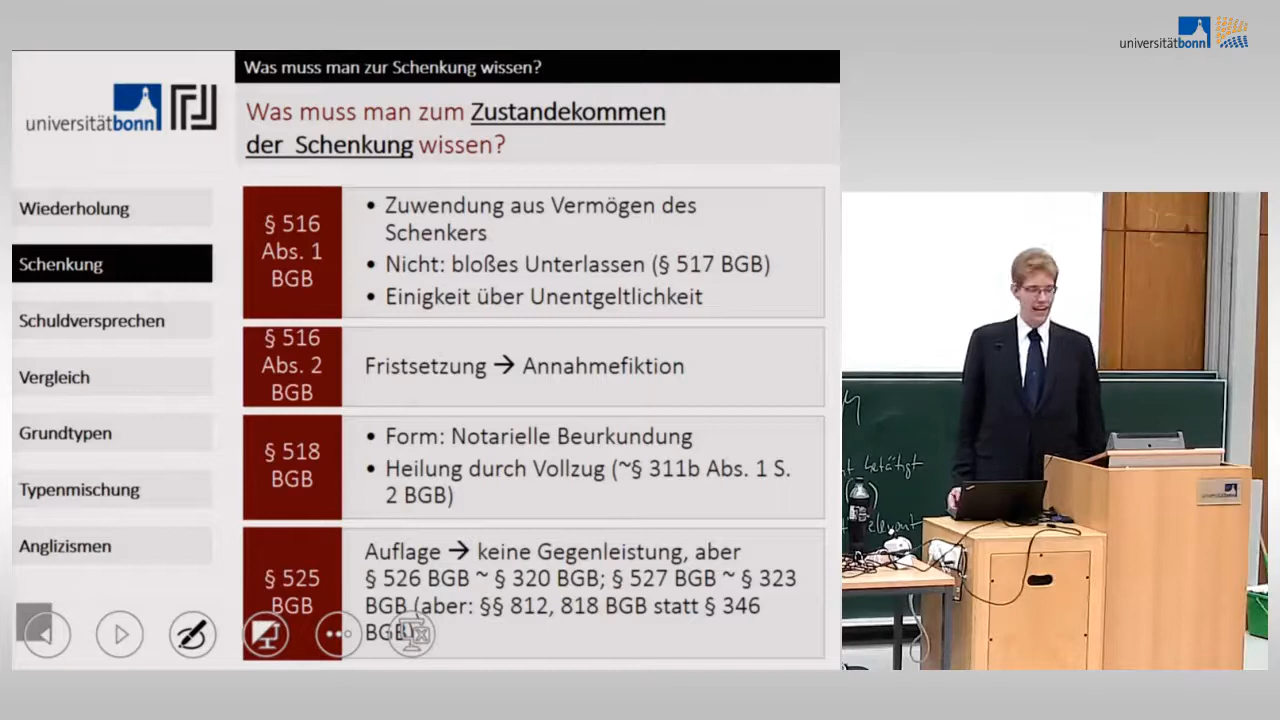 universitätbonn
Was muss man zur Schenkung wissen?
universitätbonn
Was muss man zum Zustandekommen
der Schenkung wissen?
Wiederholung
Schenkung
Schuldversprechen
Vergleich
Grundtypen
Typenmischung
Anglizismen
§ 516
Abs. 1
BGB
• Zuwendung aus Vermögen des
Schenkers
• Nicht: bloßes Unterlassen (§ 517 BGB)
• Einigkeit über Unentgeltlichkeit
§ 516
Abs. 2
BGB
Fristsetzung → Annahmefiktion
§ 518
BGB
• Form: Notarielle Beurkundung
• Heilung durch Vollzug (~§ 311b Abs. 1 S.
2 BGB)
§ 525
BGB
Auflage → keine Gegenleistung, aber
§ 526 BGB ~ § 320 BGB; § 527 BGB ~ § 323
BGB (aber: §§ 812, 818 BGB statt § 346
BGB)
betätigt
relevant
universitätbonn